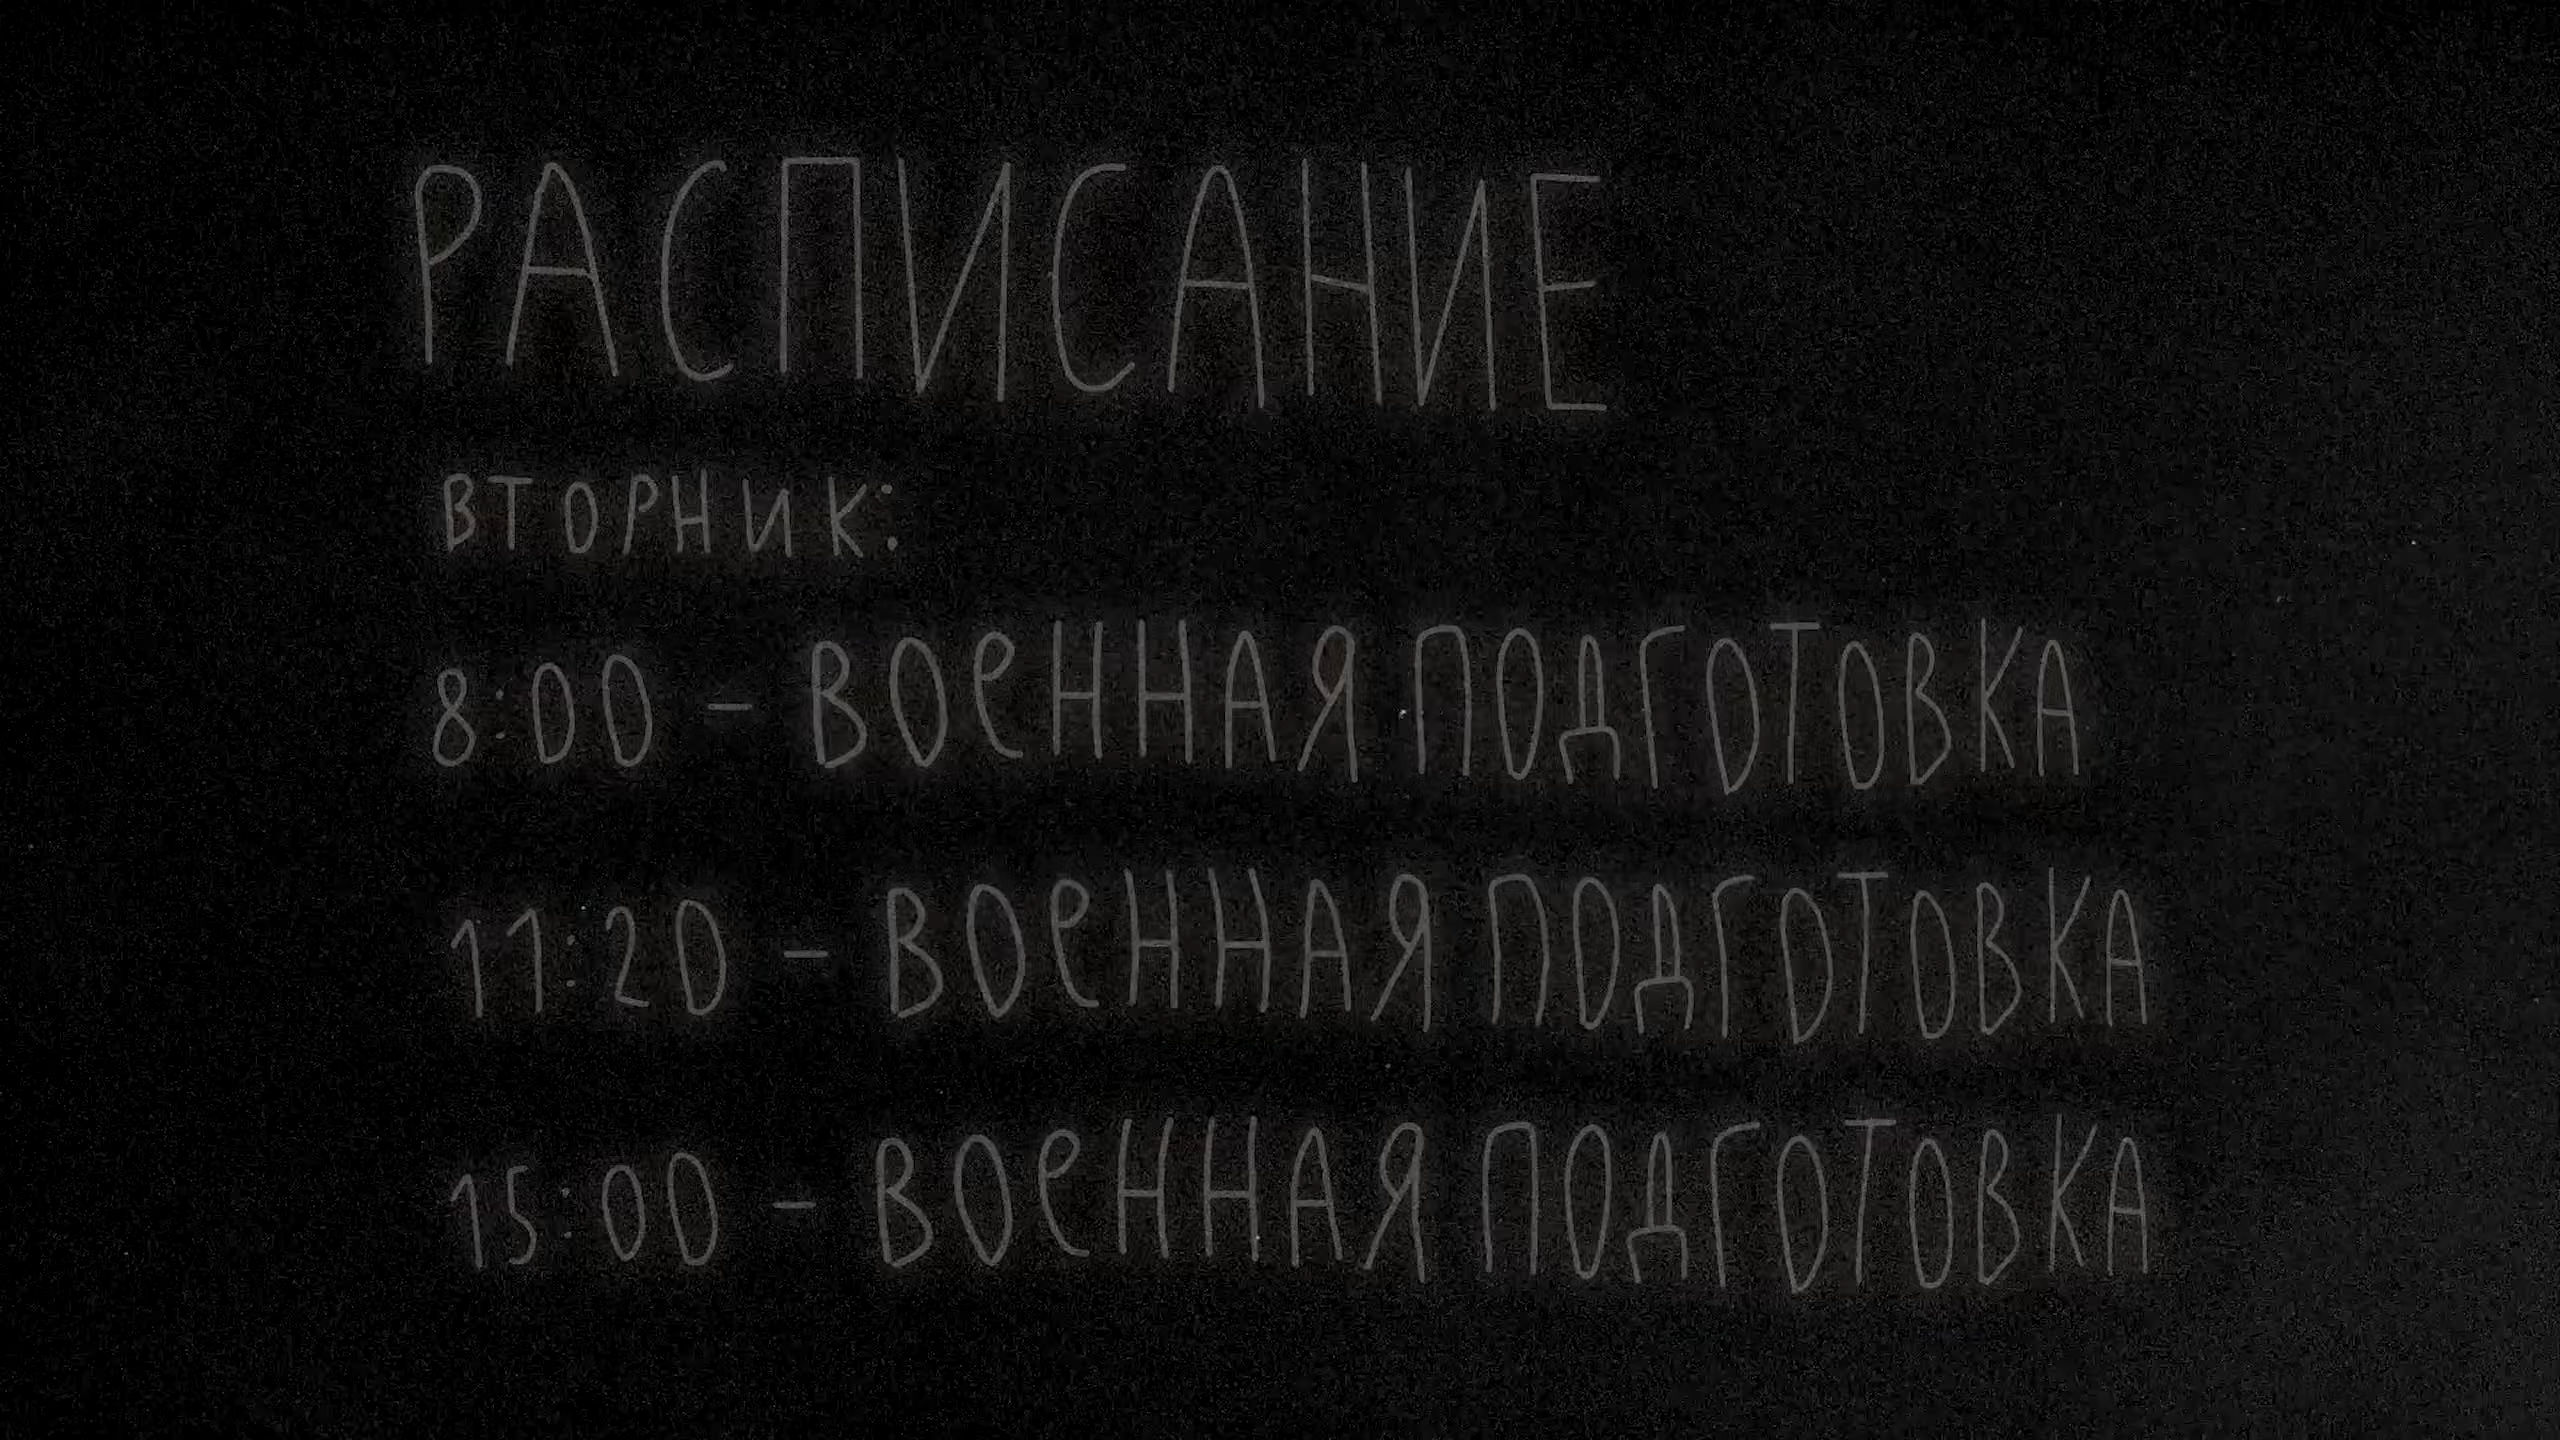 РАСПИСАНИЕ
ВТОРНИК:
8:00 - ВОЕННАЯ ПОДГОТОВКА
11:20 - ВОЕННАЯ ПОДГОТОВКА
15:00 - ВОЕННАЯ ПОДГОТОВКА